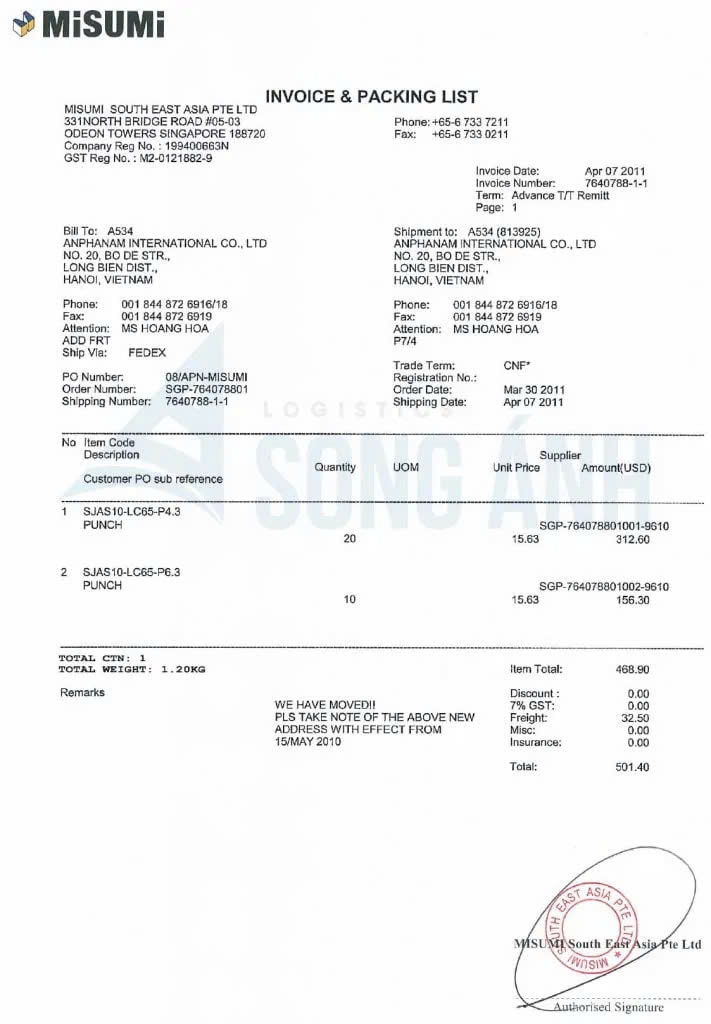 MiSUMi
INVOICE & PACKING LIST
MISUMI SOUTH EAST ASIA PTE LTD
331NORTH BRIDGE ROAD #05-03
ODEON TOWERS SINGAPORE 188720
Company Reg No. : 199400663N
GST Reg No. : M2-0121882-9
Phone: +65-6 733 7211
Fax: +65-6 733 0211
Invoice Date: Apr 07 2011
Invoice Number: 7640788-1-1
Term: Advance T/T Remitt
Page: 1
Bill To: A534
ANPHANAM INTERNATIONAL CO., LTD
NO. 20, BO DE STR.,
LONG BIEN DIST.,
HANOI, VIETNAM
Phone: 001 844 872 6916/18
Fax: 001 844 872 6919
Attention: MS HOANG HOA
ADD FRT
Ship Via: FEDEX
PO Number: 08/APN-MISUMI
Order Number: SGP-764078801
Shipping Number: 7640788-1-1
Shipment to: A534 (813925)
ANPHANAM INTERNATIONAL CO., LTD
NO. 20, BO DE STR.,
LONG BIEN DIST.,
HANOI, VIETNAM
Phone: 001 844 872 6916/18
Fax: 001 844 872 6919
Attention: MS HOANG HOA
P7/4
Trade Term: CNF*
Registration No.:
Order Date: Mar 30 2011
Shipping Date: Apr 07 2011
LOGISTICS
SONG ÁNH
No Item Code
Description
Customer PO sub reference
Quantity UOM Supplier
Unit Price Amount(USD)
1 SJAS10-LC65-P4.3
PUNCH SGP-764078801001-9610
20 15.63 312.60
2 SJAS10-LC65-P6.3
PUNCH SGP-764078801002-9610
10 15.63 156.30
TOTAL CTN: 1
TOTAL WEIGHT: 1.20KG
Item Total: 468.90
Remarks
WE HAVE MOVED!!
PLS TAKE NOTE OF THE ABOVE NEW
ADDRESS WITH EFFECT FROM
15/MAY 2010
Discount : 0.00
7% GST: 0.00
Freight: 32.50
Misc: 0.00
Insurance: 0.00
Total: 501.40
MISUMI SOUTH EAST ASIA PTE LTD
MISUMI South East Asia Pte Ltd
Authorised Signature